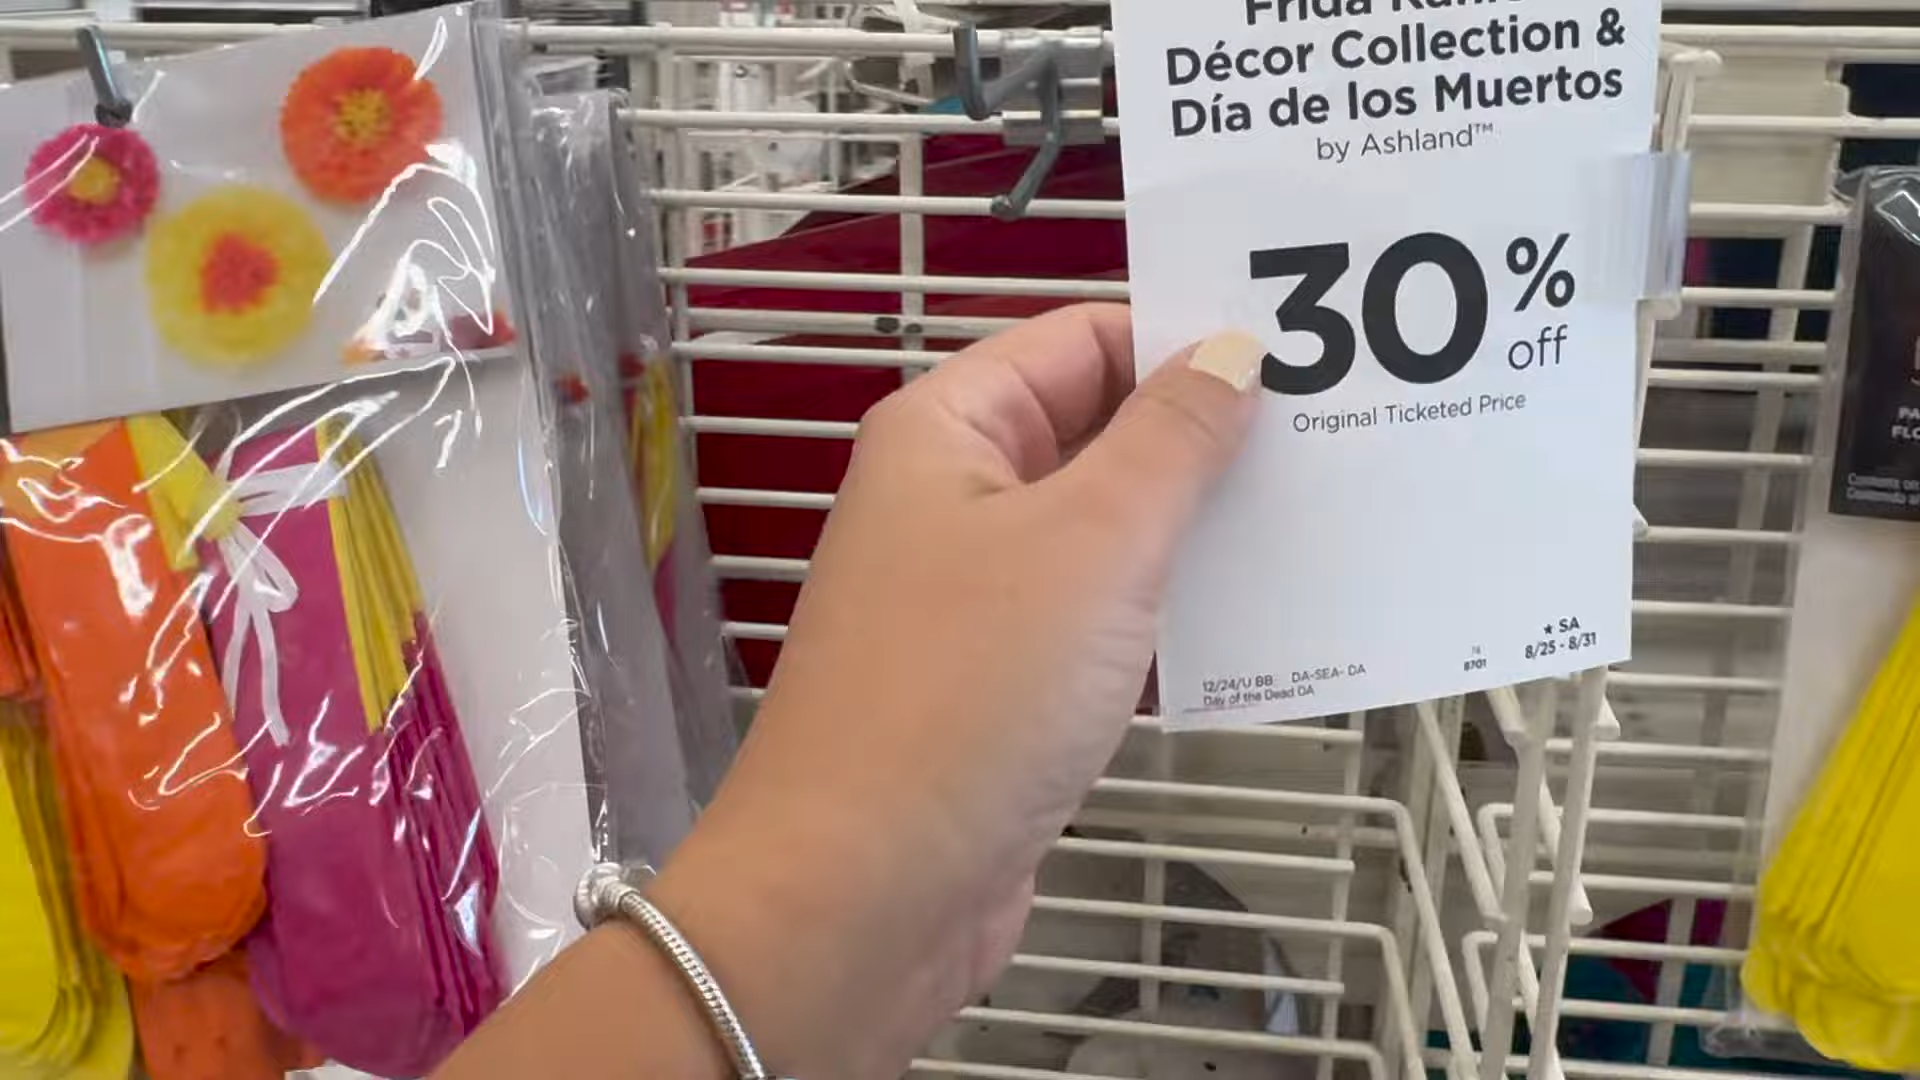 Frida
Décor Collection &
Día de los Muertos
by Ashland™
30%
off
Original Ticketed Price
★ SA
8/25 - 8/31
8701
12/24/U BB DA-SEA- DA
Day of the Dead DA